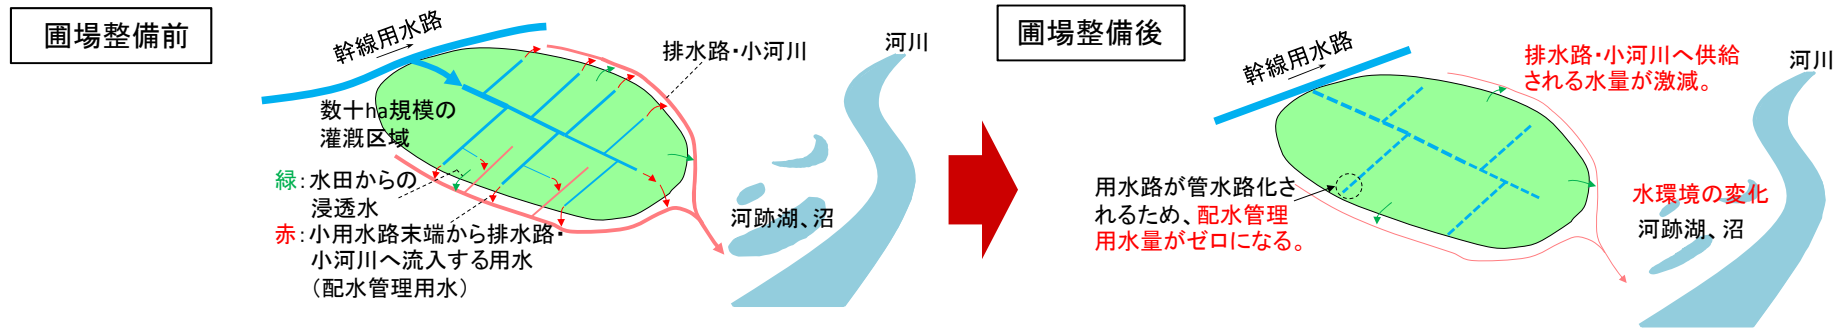 圃場整備前
幹線用水路
排水路・小河川
河川
数十ha規模の
灌漑区域
緑：水田からの
浸透水
赤：小用水路末端から排水路・
小河川へ流入する用水
（配水管理用水）
河跡湖、沼
圃場整備後
幹線用水路
排水路・小河川へ供給
される水量が激減。
河川
用水路が管水路化さ
れるため、配水管理
用水量がゼロになる。
水環境の変化
河跡湖、沼